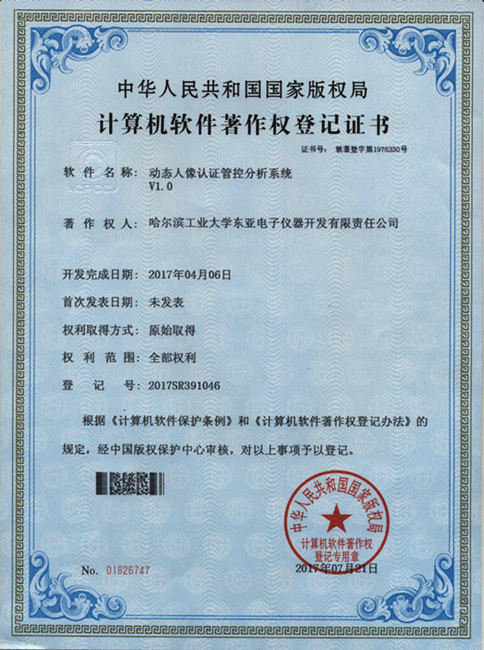 中华人民共和国国家版权局
计算机软件著作权登记证书
证书号： 软著登字第1976330号
软件名称： 动态人像认证管控分析系统
V1.0
著作权人： 哈尔滨工业大学东亚电子仪器开发有限责任公司
开发完成日期： 2017年04月06日
首次发表日期： 未发表
权利取得方式： 原始取得
权利范围： 全部权利
登记号： 2017SR391046
根据《计算机软件保护条例》和《计算机软件著作权登记办法》的
规定，经中国版权保护中心审核，对以上事项予以登记。
中华人民共和国国家版权局
计算机软件著作权
登记专用章
No. 01826747
2017年07月21日